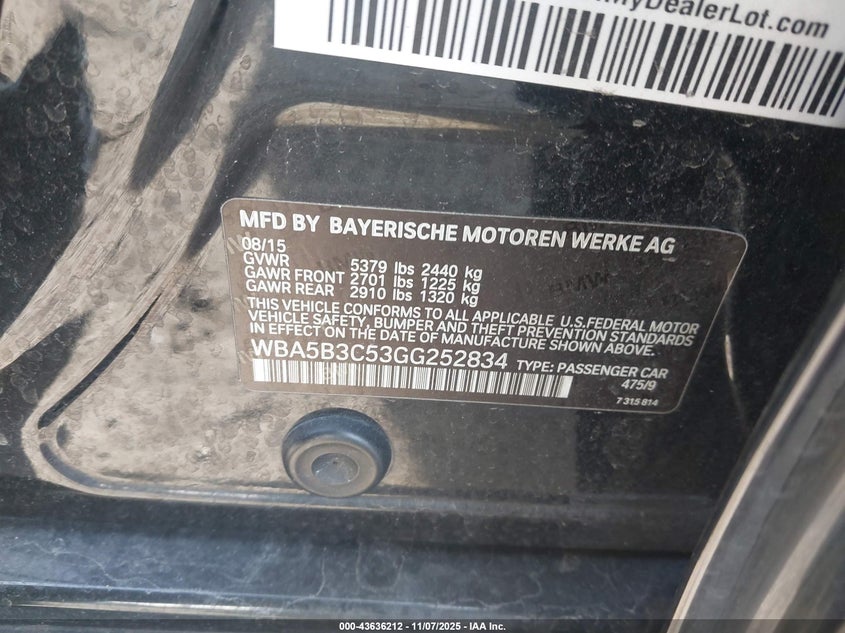 MyDealerLot.com
MFD BY BAYERISCHE MOTOREN WERKE AG
08/15
GVWR 5379 lbs 2440 kg
GAWR FRONT 2701 lbs 1225 kg
GAWR REAR 2910 lbs 1320 kg
THIS VEHICLE CONFORMS TO ALL APPLICABLE U.S.FEDERAL MOTOR
VEHICLE SAFETY, BUMPER AND THEFT PREVENTION STANDARDS
IN EFFECT ON THE DATE OF MANUFACTURE SHOWN ABOVE.
WBA5B3C53GG252834 TYPE: PASSENGER CAR
475/9
7 315 814
000-43636212 - 11/07/2025 - IAA Inc.